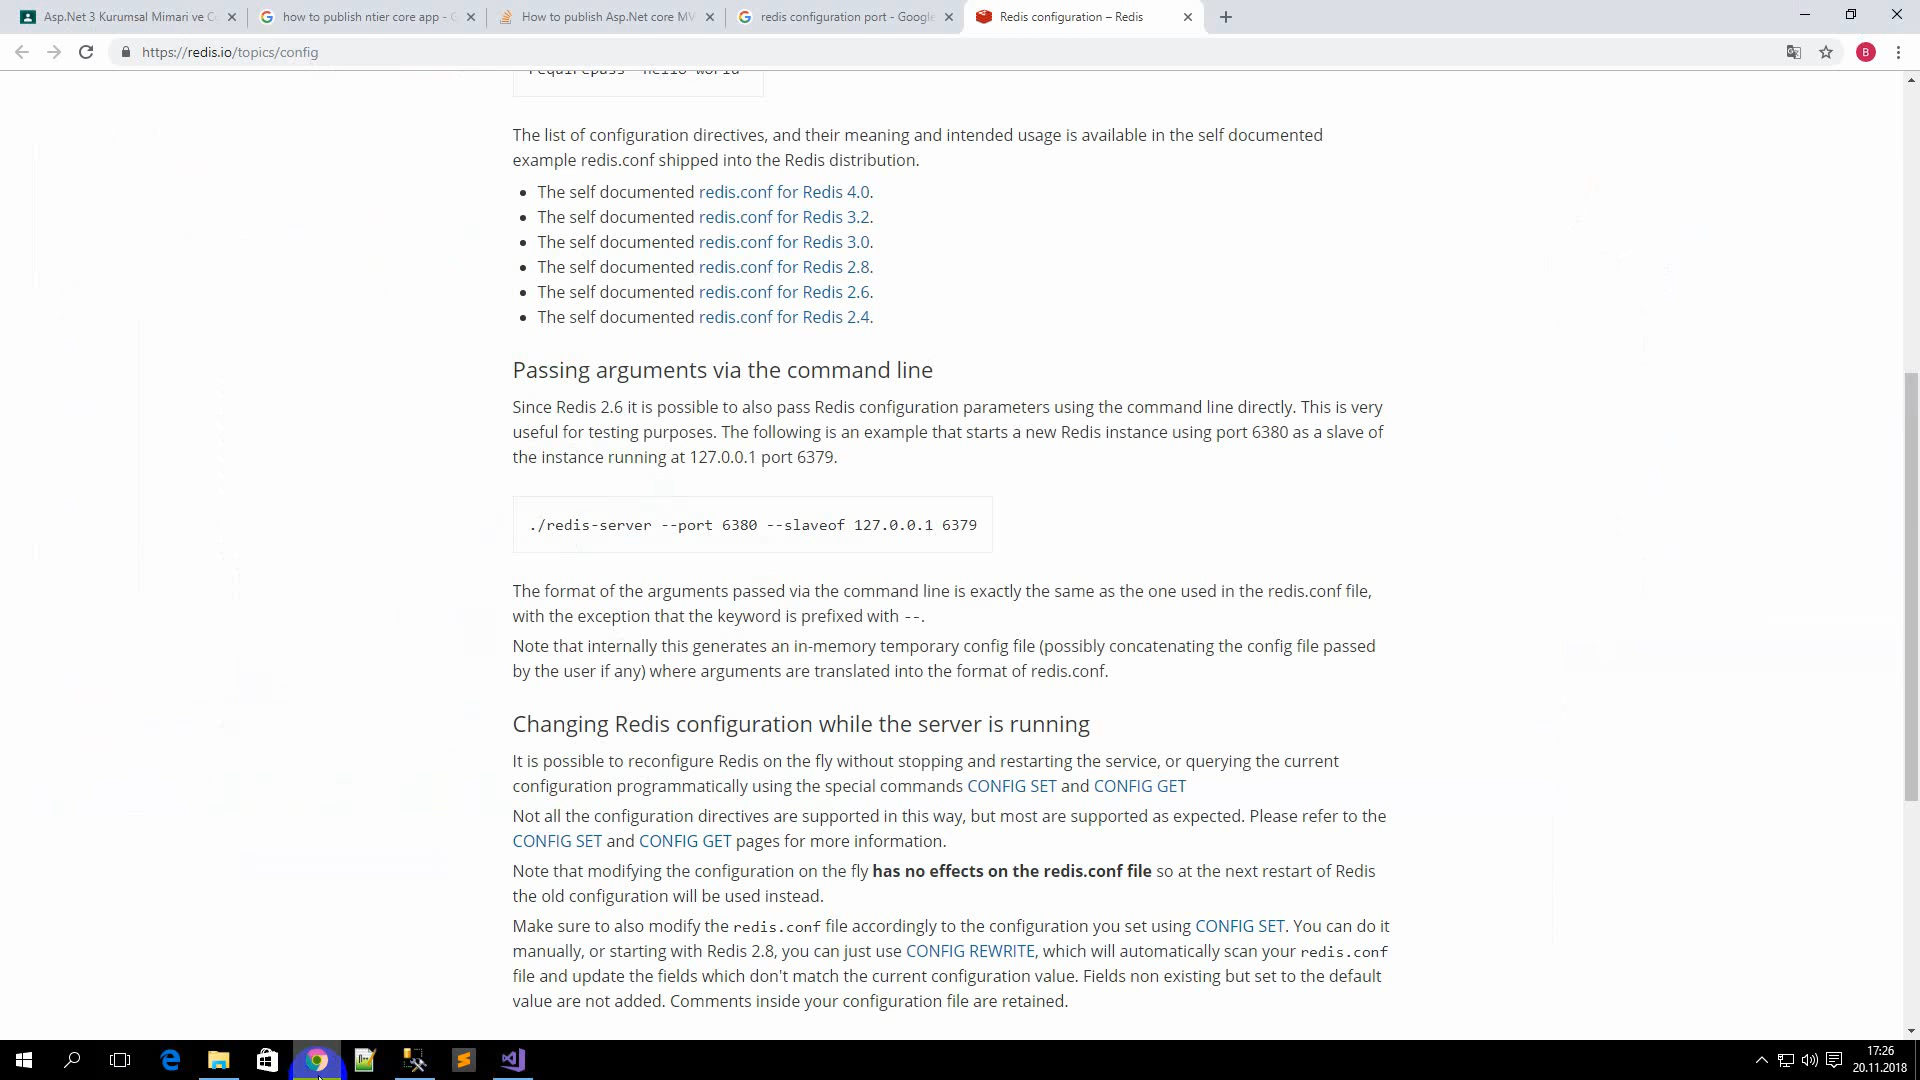 Asp.Net 3 Kurumsal Mimari ve C
how to publish ntier core app - G
How to publish Asp.Net core MV
redis configuration port - Google
Redis configuration – Redis
https://redis.io/topics/config
B
The list of configuration directives, and their meaning and intended usage is available in the self documented
example redis.conf shipped into the Redis distribution.
The self documented redis.conf for Redis 4.0.
The self documented redis.conf for Redis 3.2.
The self documented redis.conf for Redis 3.0.
The self documented redis.conf for Redis 2.8.
The self documented redis.conf for Redis 2.6.
The self documented redis.conf for Redis 2.4.
Passing arguments via the command line
Since Redis 2.6 it is possible to also pass Redis configuration parameters using the command line directly. This is very
useful for testing purposes. The following is an example that starts a new Redis instance using port 6380 as a slave of
the instance running at 127.0.0.1 port 6379.
./redis-server --port 6380 --slaveof 127.0.0.1 6379
The format of the arguments passed via the command line is exactly the same as the one used in the redis.conf file,
with the exception that the keyword is prefixed with --.
Note that internally this generates an in-memory temporary config file (possibly concatenating the config file passed
by the user if any) where arguments are translated into the format of redis.conf.
Changing Redis configuration while the server is running
It is possible to reconfigure Redis on the fly without stopping and restarting the service, or querying the current
configuration programmatically using the special commands CONFIG SET and CONFIG GET
Not all the configuration directives are supported in this way, but most are supported as expected. Please refer to the
CONFIG SET and CONFIG GET pages for more information.
Note that modifying the configuration on the fly has no effects on the redis.conf file so at the next restart of Redis
the old configuration will be used instead.
Make sure to also modify the redis.conf file accordingly to the configuration you set using CONFIG SET. You can do it
manually, or starting with Redis 2.8, you can just use CONFIG REWRITE, which will automatically scan your redis.conf
file and update the fields which don't match the current configuration value. Fields non existing but set to the default
value are not added. Comments inside your configuration file are retained.
17:26
20.11.2018